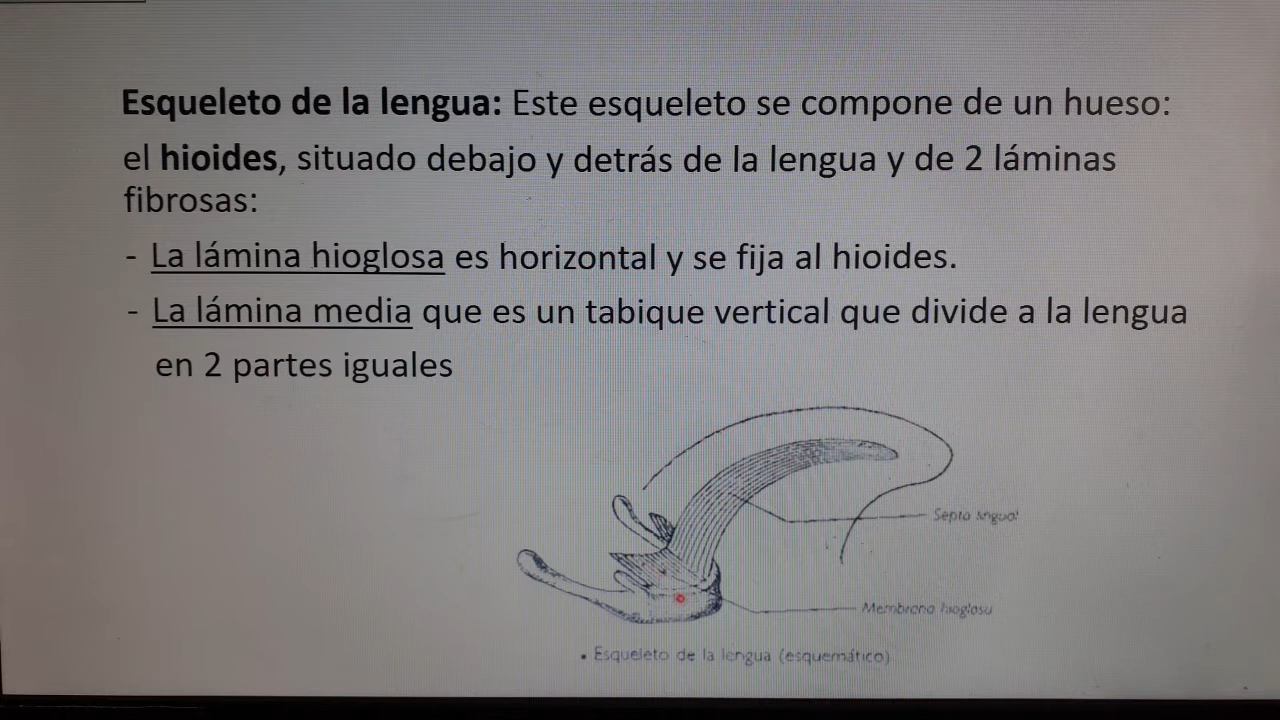 Esqueleto de la lengua: Este esqueleto se compone de un hueso:
el hioides, situado debajo y detrás de la lengua y de 2 láminas
fibrosas:
- La lámina hioglosa es horizontal y se fija al hioides.
- La lámina media que es un tabique vertical que divide a la lengua
en 2 partes iguales
Septo lingual
Membrana hioglosa
• Esqueleto de la lengua (esquemático)